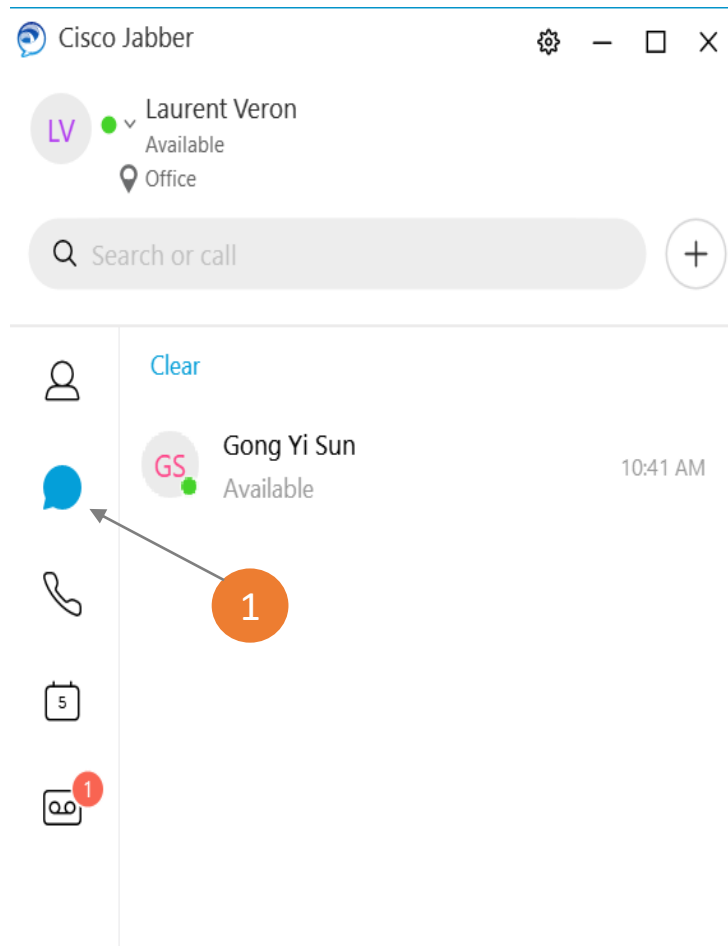 Cisco Jabber
LV
Laurent Veron
Available
Office
Search or call
Clear
GS
Gong Yi Sun
Available
10:41 AM
1
5
1